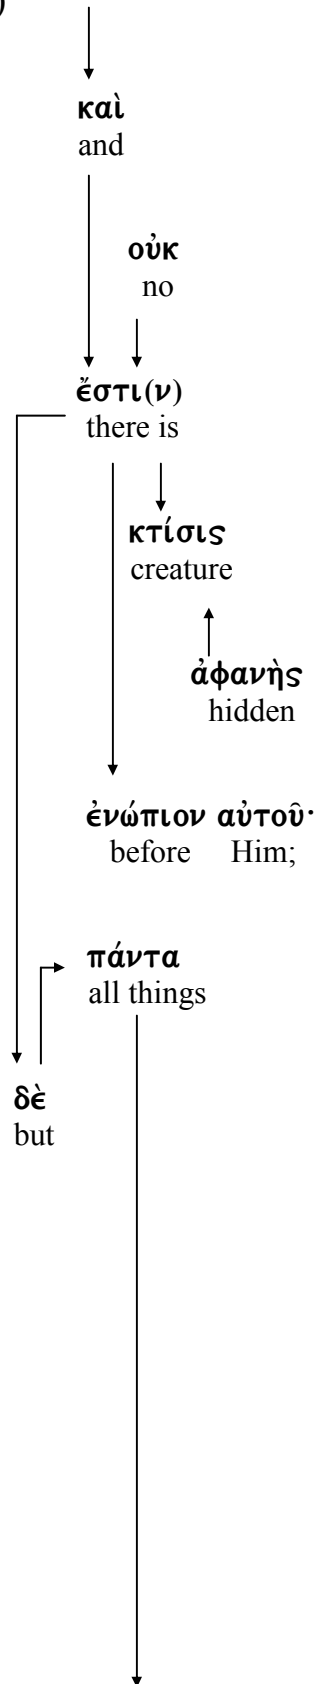 )
καὶ
and
οὐκ
no
ἔστι(ν)
there is
κτίσις
creature
ἀφανὴς
hidden
ἐνώπιον αὐτοῦ·
before Him;
πάντα
all things
δὲ
but